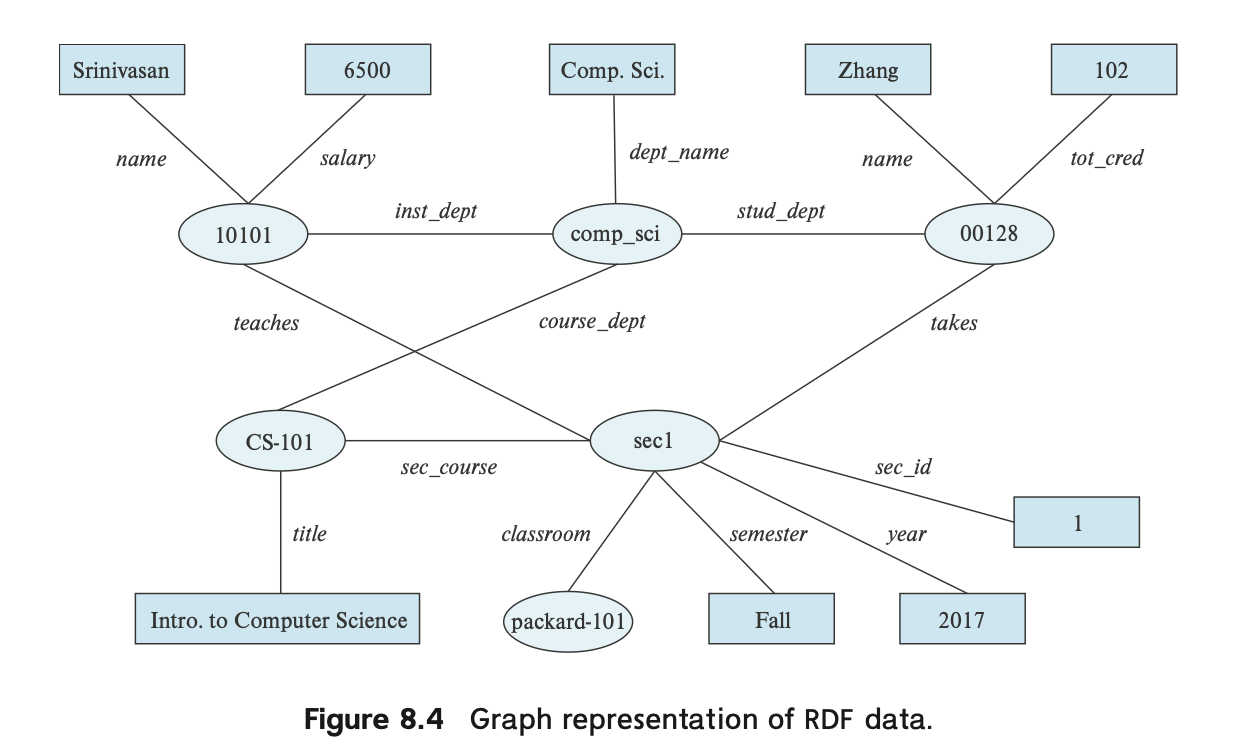 Srinivasan
6500
Comp. Sci.
Zhang
102
name
salary
dept_name
name
tot_cred
inst_dept
stud_dept
10101
comp_sci
00128
teaches
course_dept
takes
CS-101
sec1
sec_course
sec_id
1
title
classroom
semester
year
Intro. to Computer Science
packard-101
Fall
2017
Figure 8.4 Graph representation of RDF data.